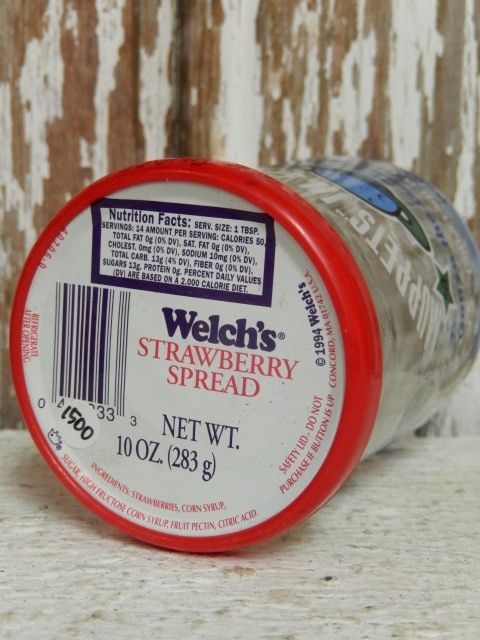 Nutrition Facts: SERV. SIZE: 1 TBSP.
SERVINGS: 14 AMOUNT PER SERVING: CALORIES 50,
TOTAL FAT 0g (0% DV), SAT. FAT 0g (0% DV),
CHOLEST. 0mg (0% DV), SODIUM 10mg (0% DV),
TOTAL CARB. 13g (4% DV), FIBER 0g (0% DV),
SUGARS 13g, PROTEIN 0g. PERCENT DAILY VALUES
(DV) ARE BASED ON A 2,000 CALORIE DIET.
Welch's®
STRAWBERRY
SPREAD
NET WT.
10 OZ. (283 g)
REFRIGERATE
AFTER OPENING
0
33
3
1500
INGREDIENTS: STRAWBERRIES, CORN SYRUP,
SUGAR, HIGH FRUCTOSE CORN SYRUP, FRUIT PECTIN, CITRIC ACID.
SAFETY LID - DO NOT
PURCHASE IF BUTTON IS UP
©1994 Welch's
CONCORD, MA 01742 U.S.A.